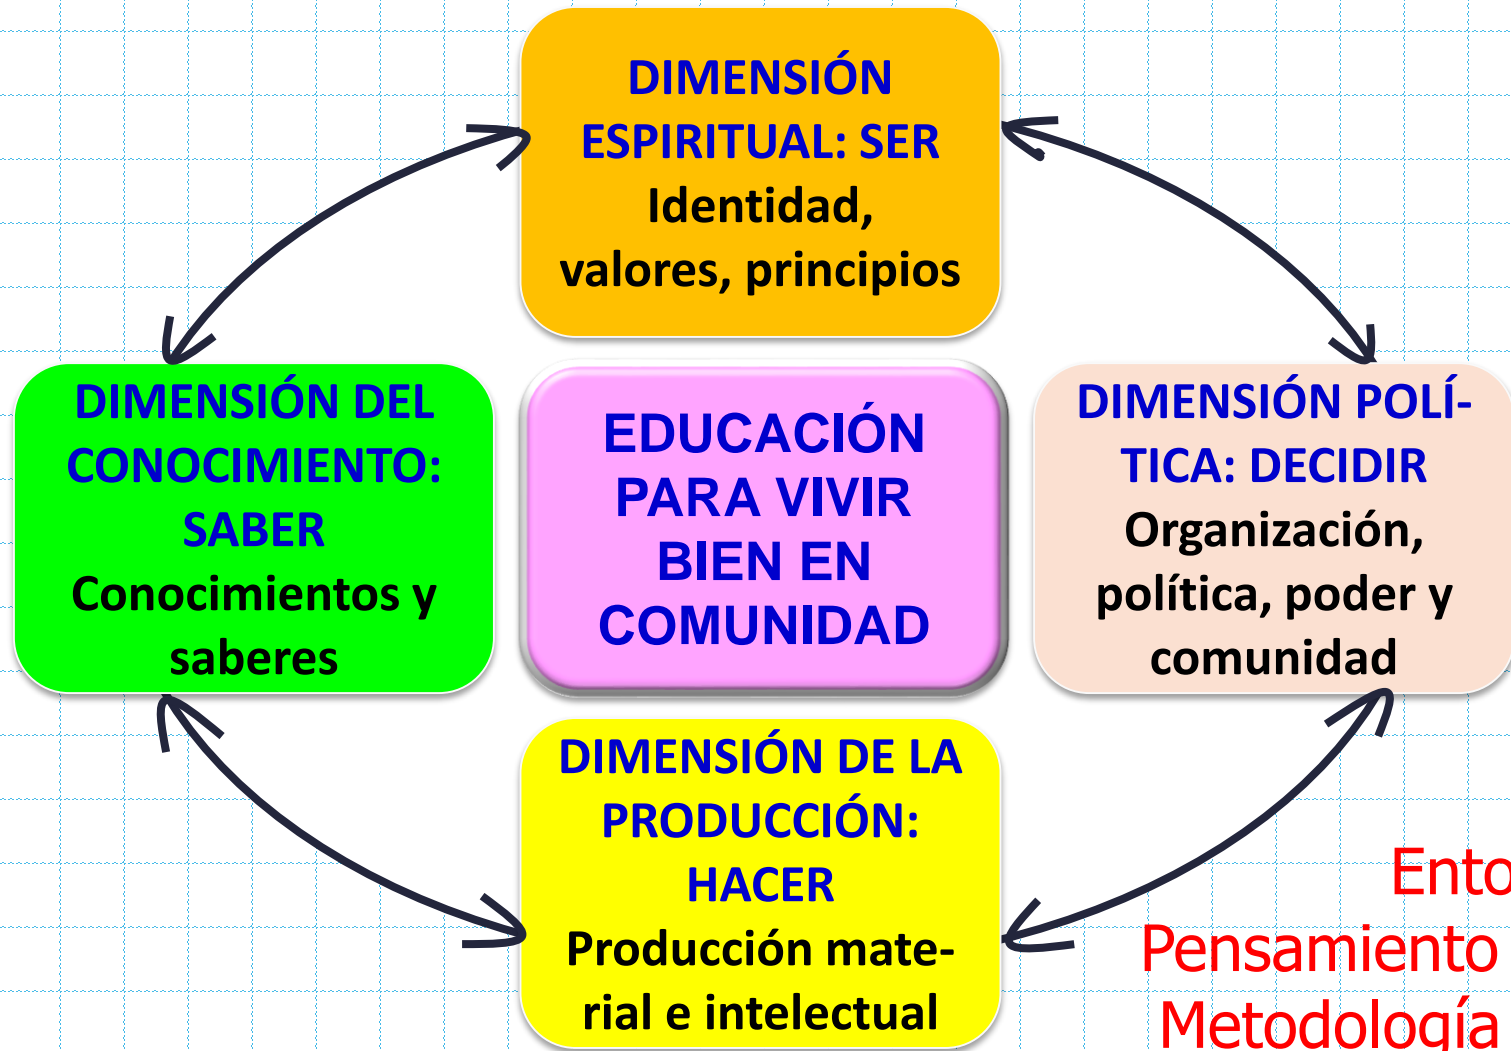 DIMENSIÓN
ESPIRITUAL: SER
Identidad,
valores, principios
DIMENSIÓN DEL
CONOCIMIENTO:
SABER
Conocimientos y
saberes
EDUCACIÓN
PARA VIVIR
BIEN EN
COMUNIDAD
DIMENSIÓN POLÍ-
TICA: DECIDIR
Organización,
política, poder y
comunidad
DIMENSIÓN DE LA
PRODUCCIÓN:
HACER
Producción mate-
rial e intelectual
Pensamiento
Metodología